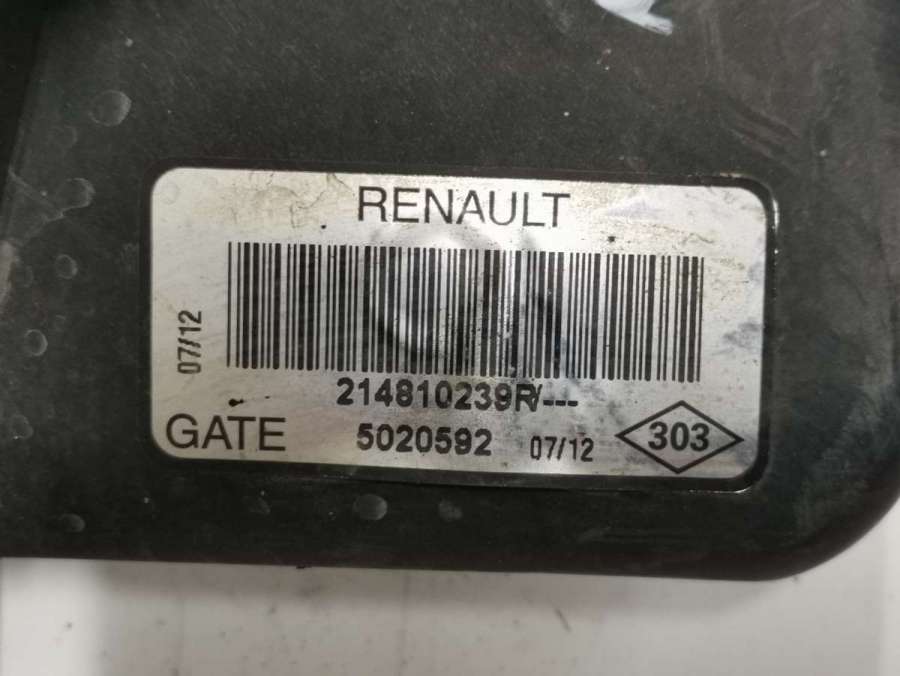 RENAULT
07/12
214810239R/---
GATE 5020592 07/12 303